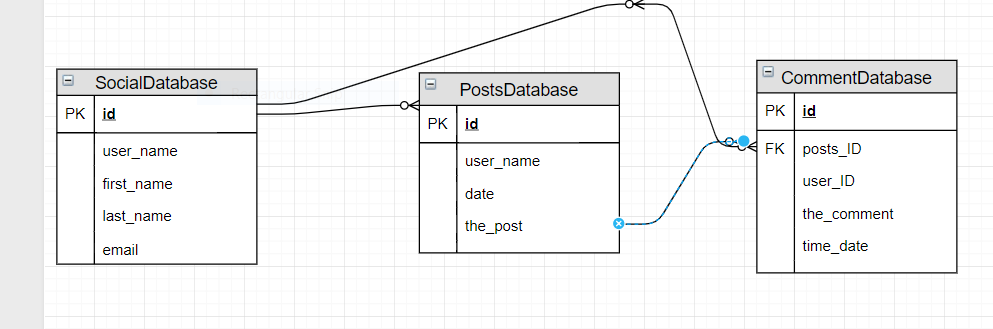 SocialDatabase
PK id
user_name
first_name
last_name
email
PostsDatabase
PK id
user_name
date
the_post
CommentDatabase
PK id
FK posts_ID
user_ID
the_comment
time_date